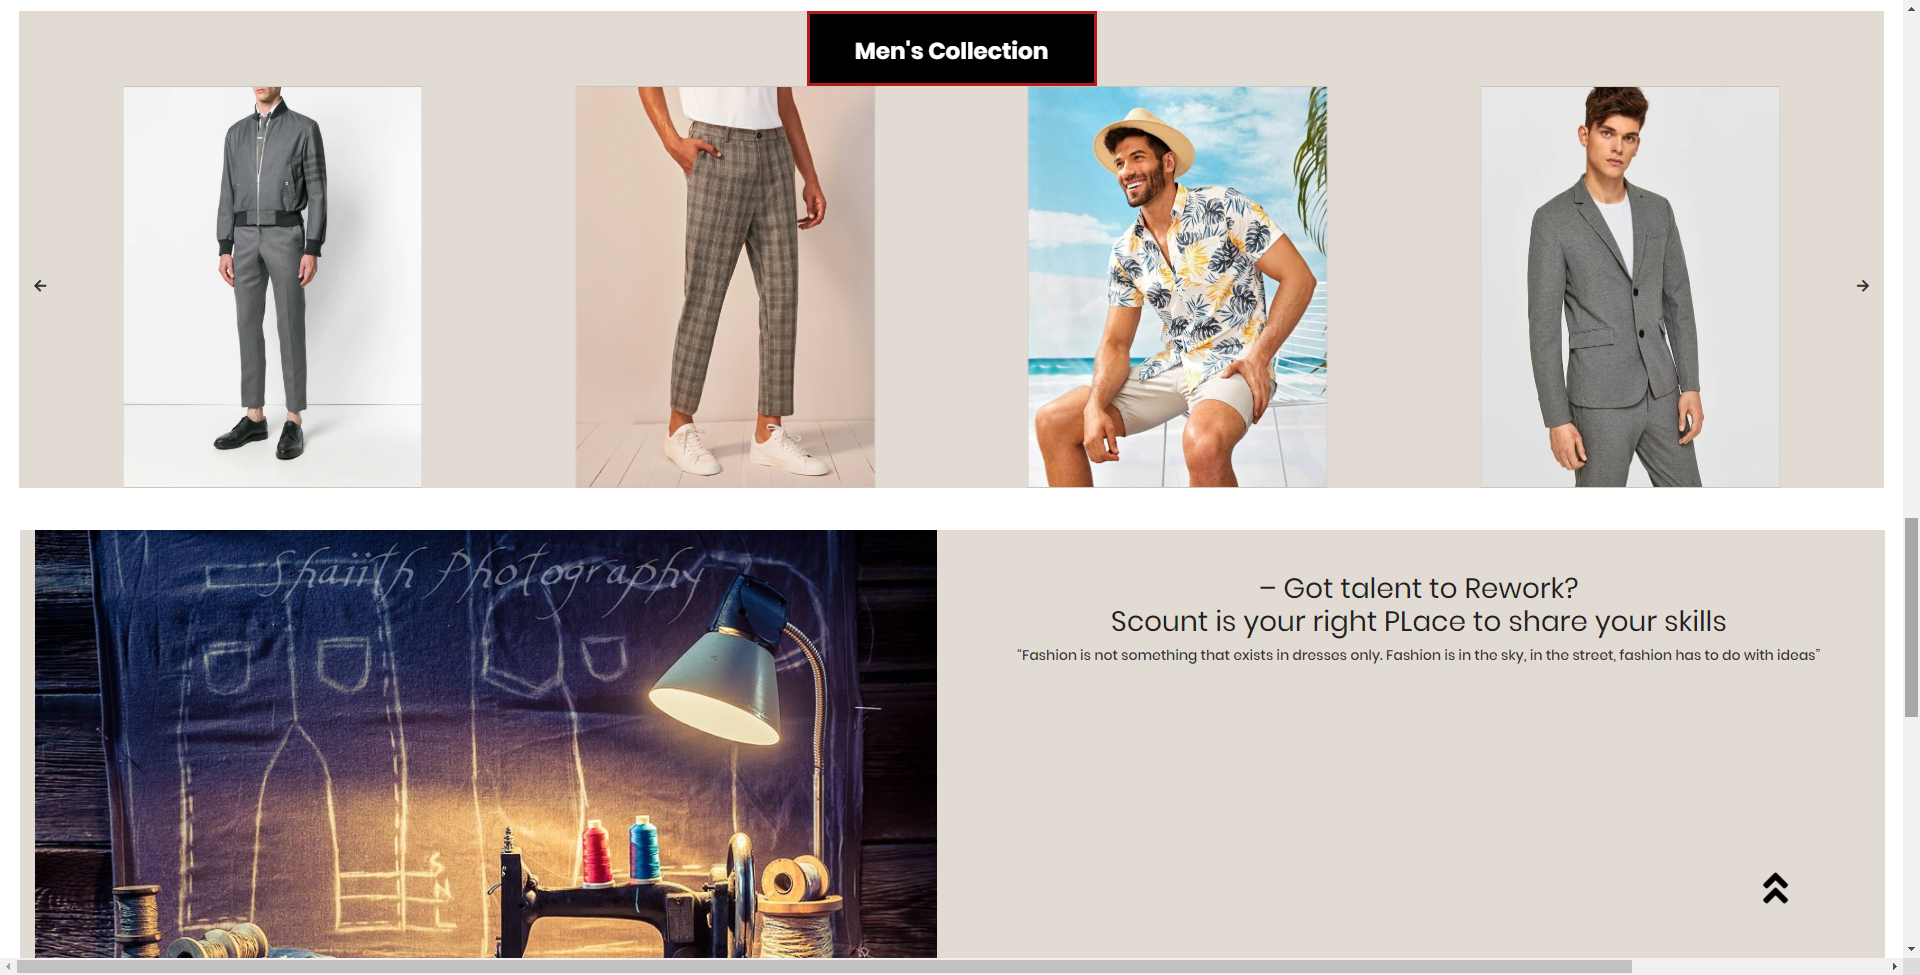 Men's Collection
Shaiith Photography
– Got talent to Rework?
Scount is your right PLace to share your skills
“Fashion is not something that exists in dresses only. Fashion is in the sky, in the street, fashion has to do with ideas”